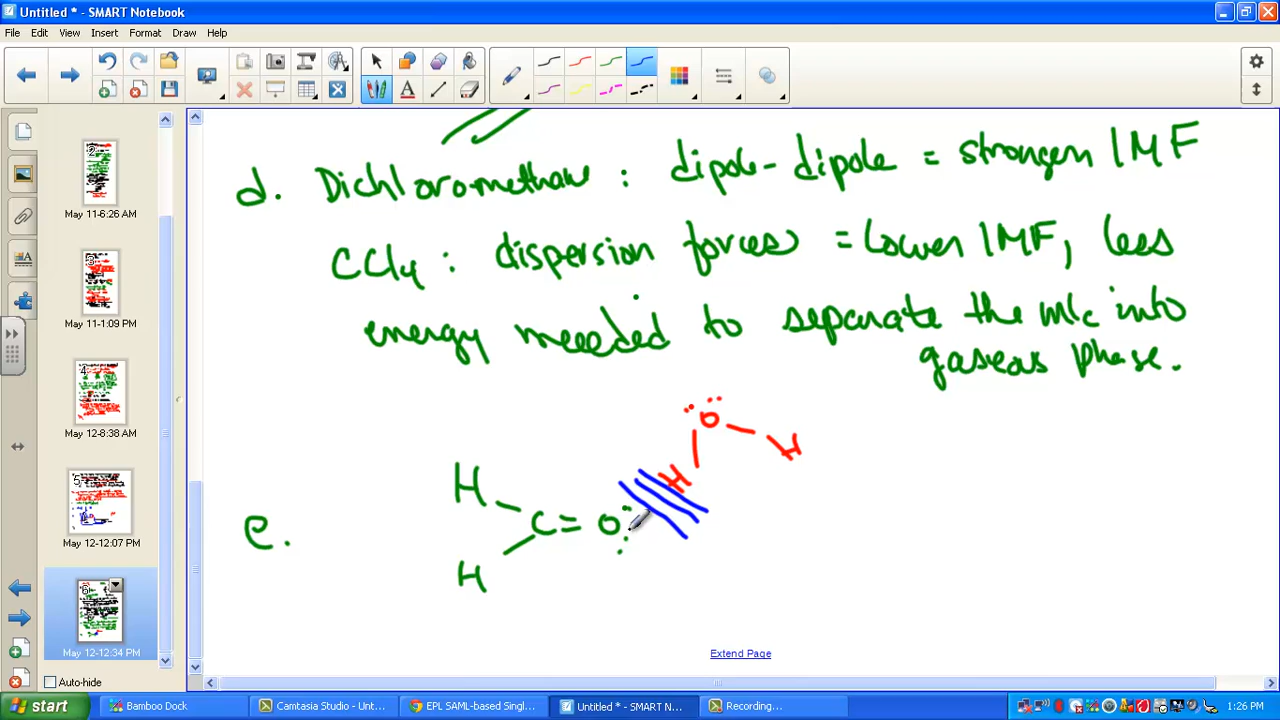 Untitled * - SMART Notebook
File Edit View Insert Format Draw Help
May 11-6:26 AM
May 11-1:09 PM
May 12-8:38 AM
May 12-12:07 PM
May 12-12:34 PM
Auto-hide
d. Dichloromethane : dipole-dipole = stronger IMF
CCl4 : dispersion forces = Lower IMF, less
energy meeded to separate the mlc into
gaseas phase.
O
H H
H
e. C = O
H
Extend Page
start Bamboo Dock Camtasia Studio - Unt... EPL SAML-based Singl... Untitled * - SMART N... Recording... 1:26 PM